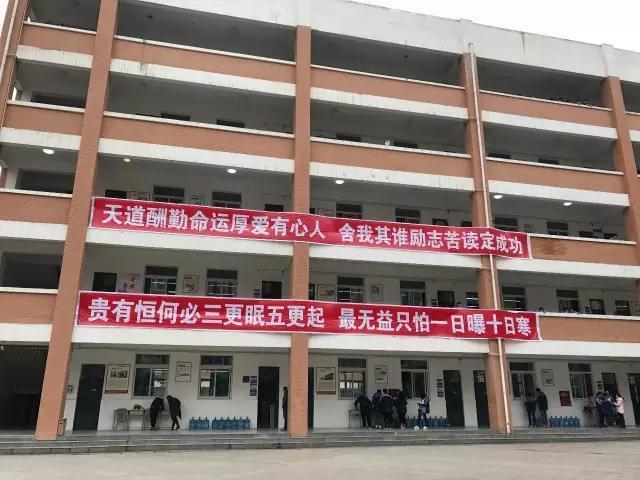 天道酬勤命运厚爱有心人 舍我其谁励志苦读定成功
贵有恒何必三更眠五更起 最无益只怕一日曝十日寒